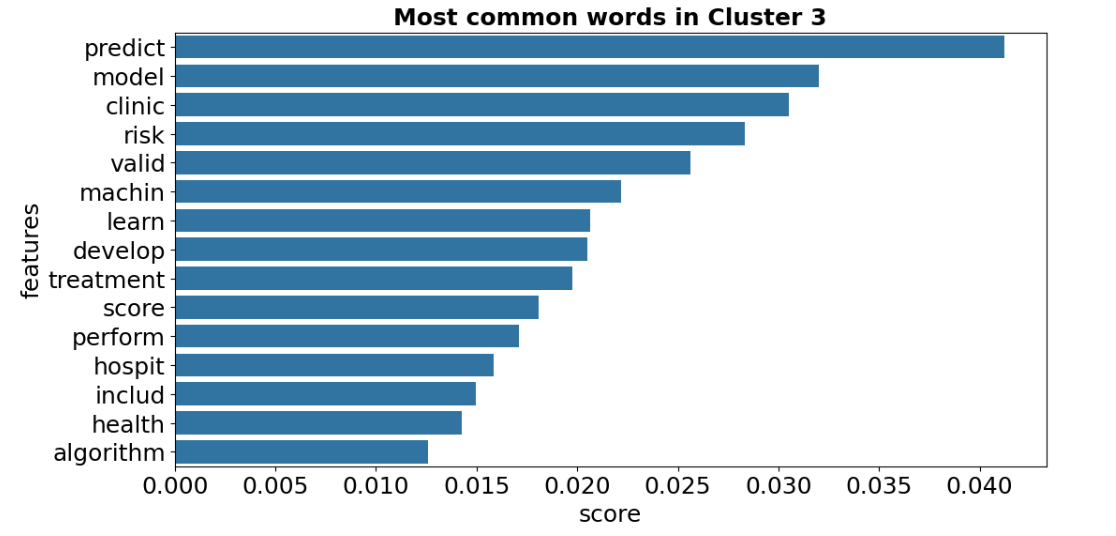 Most common words in Cluster 3
features
predict
model
clinic
risk
valid
machin
learn
develop
treatment
score
perform
hospit
includ
health
algorithm
0.000 0.005 0.010 0.015 0.020 0.025 0.030 0.035 0.040
score